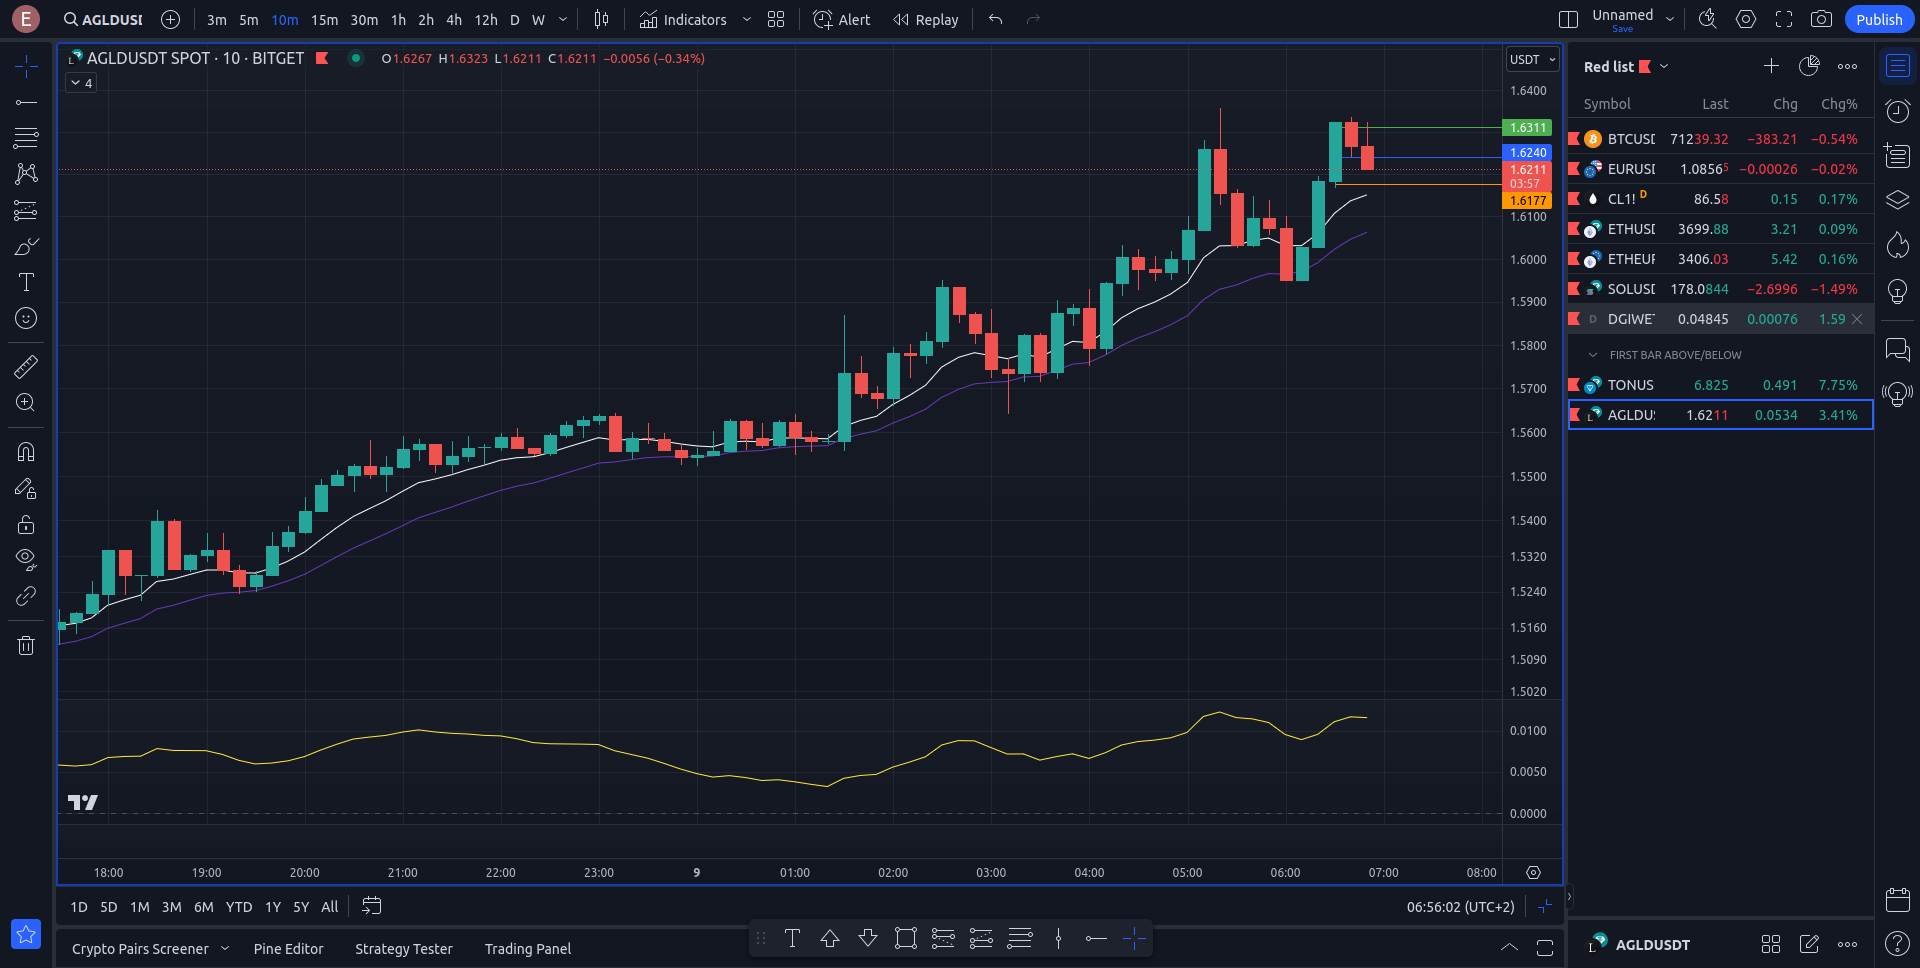 E
AGLDUSI 3m 5m 10m 15m 30m 1h 2h 4h 12h D W Indicators Alert Replay Unnamed Publish
Save
AGLDUSDT SPOT · 10 · BITGET O1.6267 H1.6323 L1.6211 C1.6211 −0.0056 (−0.34%)
4
USDT
1.6400
1.6311
1.6240
1.6211
03:57
1.6177
1.6100
1.6000
1.5900
1.5800
1.5700
1.5600
1.5500
1.5400
1.5320
1.5240
1.5160
1.5090
1.5020
0.0100
0.0050
0.0000
18:00 19:00 20:00 21:00 22:00 23:00 9 01:00 02:00 03:00 04:00 05:00 06:00 07:00 08:00
1D 5D 1M 3M 6M YTD 1Y 5Y All 06:56:02 (UTC+2)
Crypto Pairs Screener Pine Editor Strategy Tester Trading Panel
Red list
Symbol Last Chg Chg%
BTCUSD 71239.32 −383.21 −0.54%
EURUSD 1.08565 −0.00026 −0.02%
CL1! D 86.58 0.15 0.17%
ETHUSD 3699.88 3.21 0.09%
ETHEUR 3406.03 5.42 0.16%
SOLUSD 178.0844 −2.6996 −1.49%
D DGIWE 0.04845 0.00076 1.59
FIRST BAR ABOVE/BELOW
TONUS 6.825 0.491 7.75%
L AGLDUS 1.6211 0.0534 3.41%
L AGLDUSDT